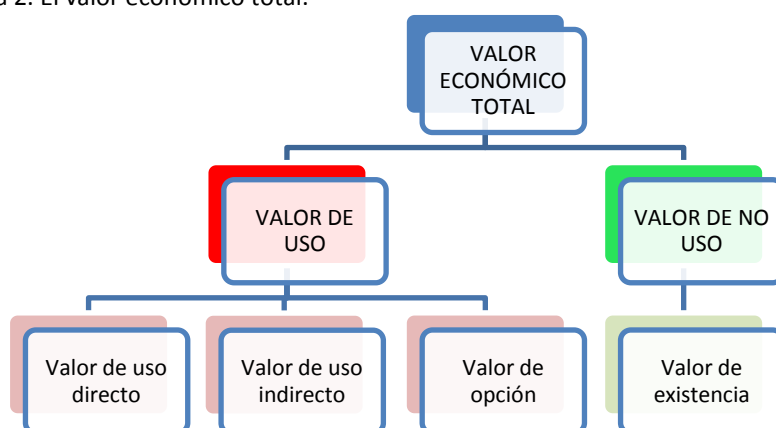 2. El valor económico total.
VALOR
ECONÓMICO
TOTAL
VALOR DE
USO
VALOR DE NO
USO
Valor de uso
directo
Valor de uso
indirecto
Valor de
opción
Valor de
existencia